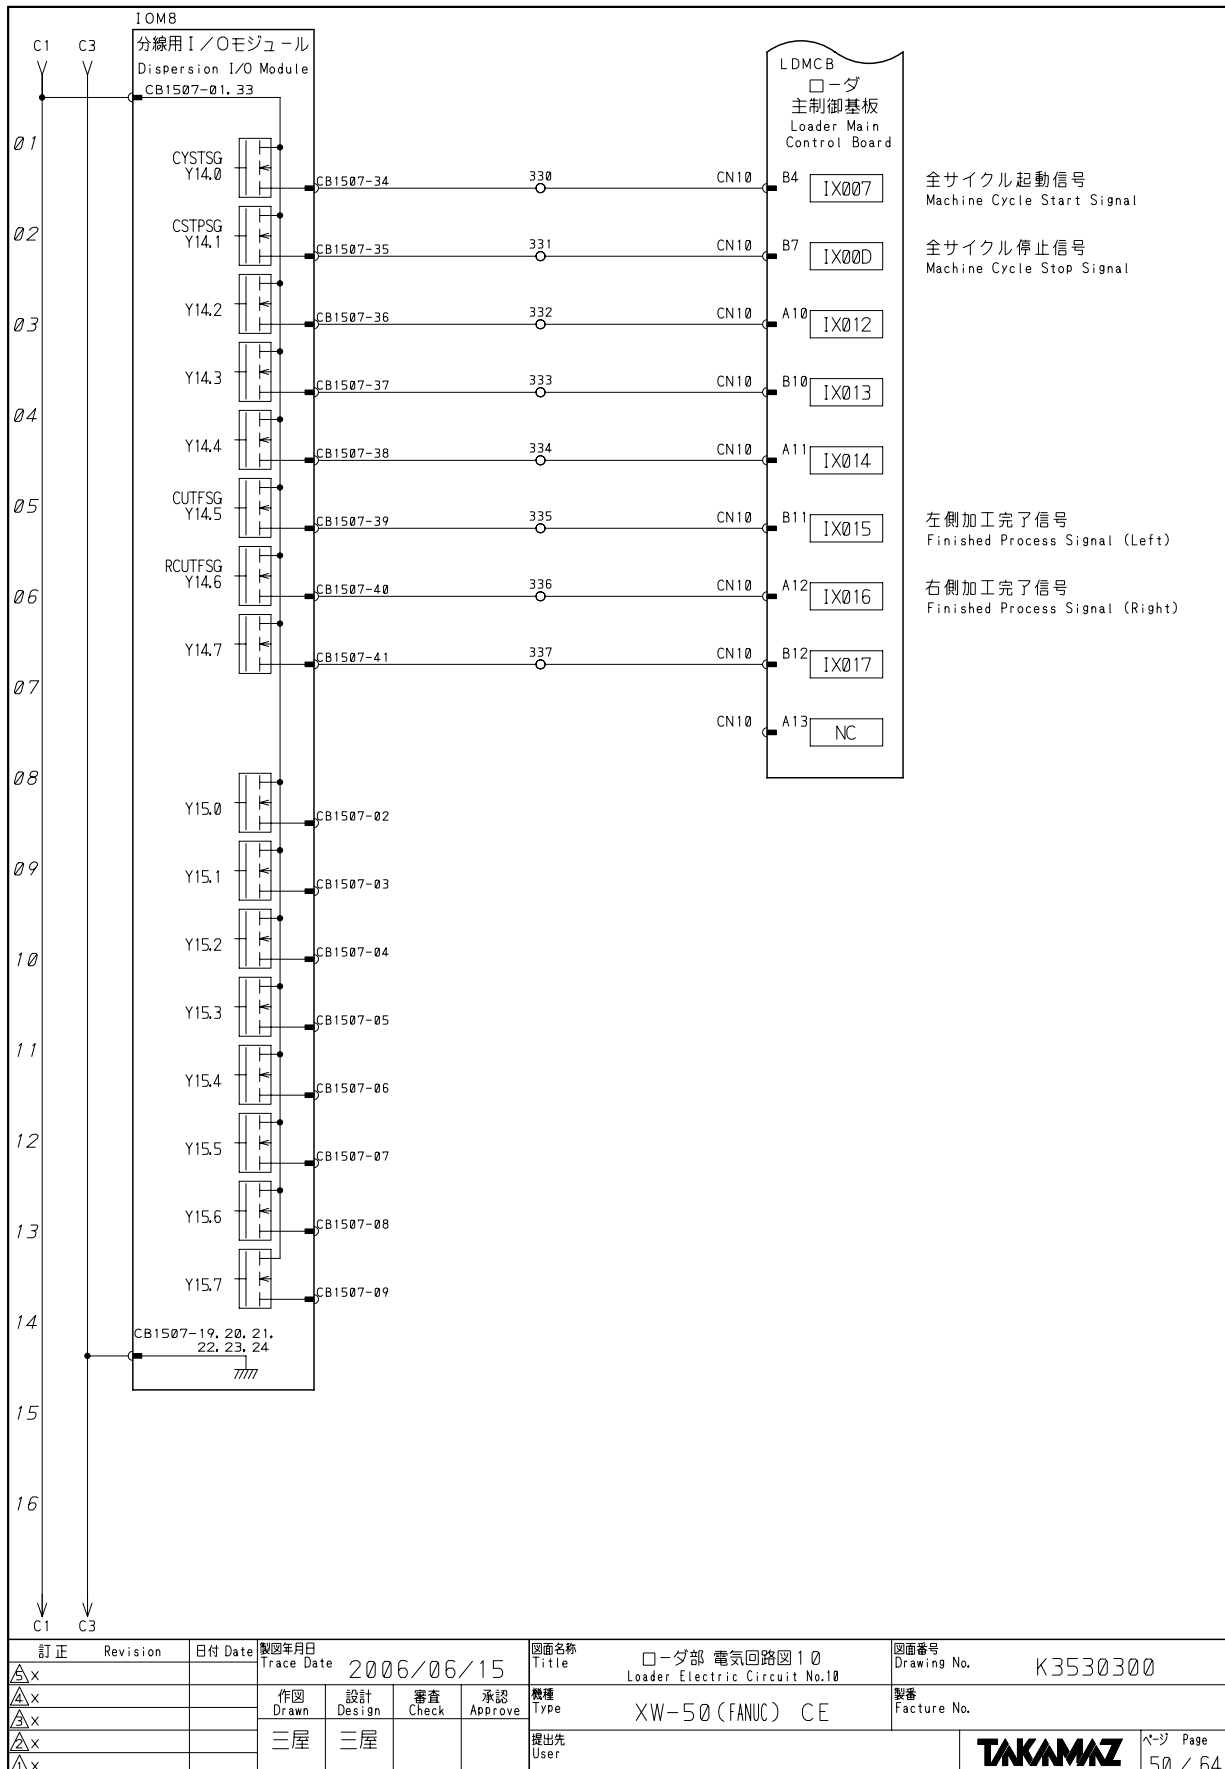 IOM8
C1 C3
分線用I/Oモジュール
Dispersion I/O Module
CB1507-01.33
LDMCB
ローダ
主制御基板
Loader Main
Control Board
01
CYSTSG
Y14.0
CB1507-34 330 CN10 B4 IX007
全サイクル起動信号
Machine Cycle Start Signal
02
CSTPSG
Y14.1
CB1507-35 331 CN10 B7 IX00D
全サイクル停止信号
Machine Cycle Stop Signal
03
Y14.2
CB1507-36 332 CN10 A10 IX012
Y14.3
CB1507-37 333 CN10 B10 IX013
04
Y14.4
CB1507-38 334 CN10 A11 IX014
05
CUTFSG
Y14.5
CB1507-39 335 CN10 B11 IX015
左側加工完了信号
Finished Process Signal (Left)
06
RCUTFSG
Y14.6
CB1507-40 336 CN10 A12 IX016
右側加工完了信号
Finished Process Signal (Right)
Y14.7
CB1507-41 337 CN10 B12 IX017
07
CN10 A13 NC
08
Y15.0
CB1507-02
09
Y15.1
CB1507-03
10
Y15.2
CB1507-04
Y15.3
CB1507-05
11
Y15.4
CB1507-06
12
Y15.5
CB1507-07
13
Y15.6
CB1507-08
Y15.7
CB1507-09
14
CB1507-19.20.21.
22.23.24
15
16
C1 C3
訂正 Revision 日付 Date
5 x
4 x
3 x
2 x
1 x
製図年月日
Trace Date 2006/06/15
作図 設計 審査 承認
Drawn Design Check Approve
三屋 三屋
図面名称
Title
ローダ部 電気回路図10
Loader Electric Circuit No.10
機種
Type XW-50(FANUC) CE
提出先
User
図面番号
Drawing No. K3530300
製番
Facture No.
TAKAMAZ
ページ Page
50 / 64